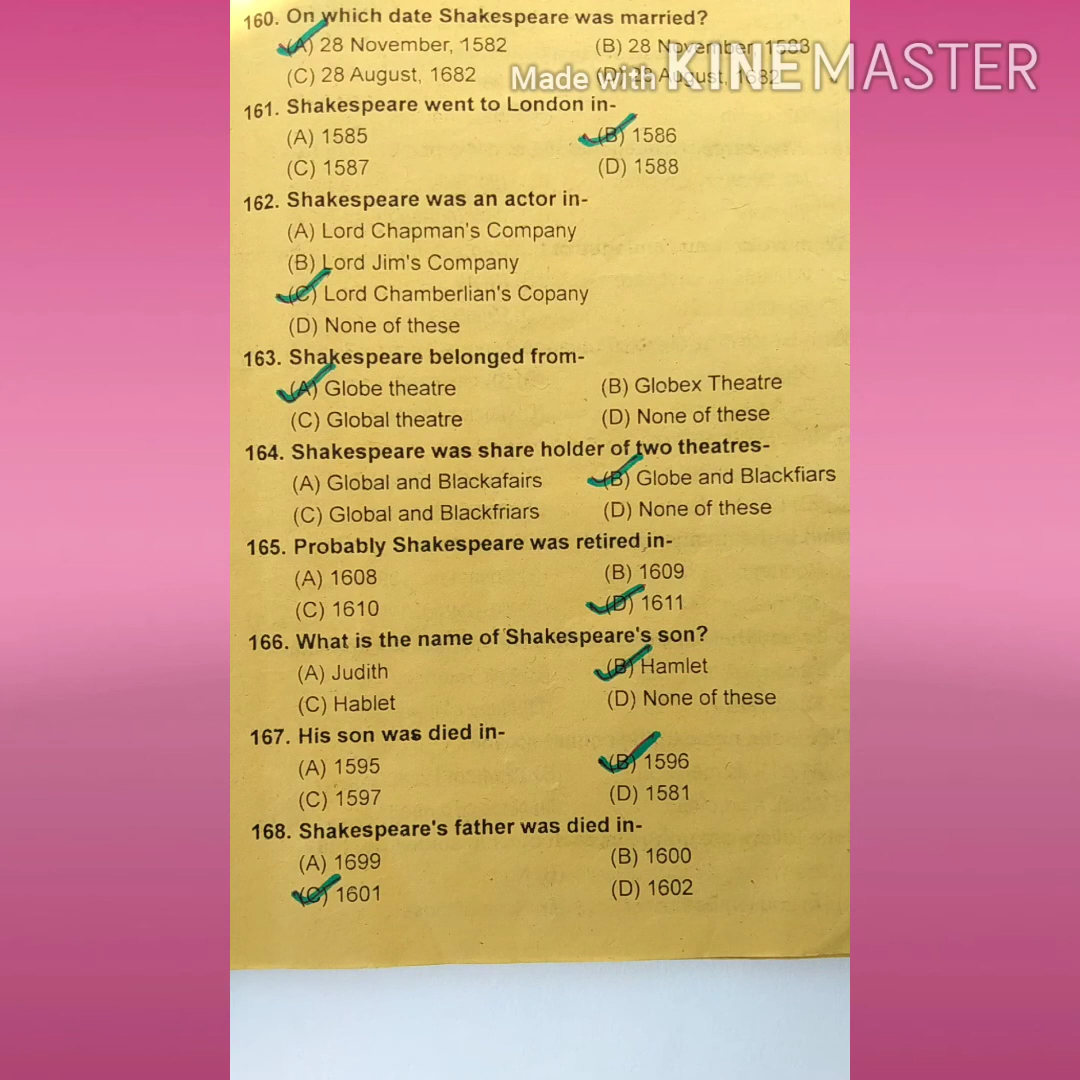 160. On which date Shakespeare was married?
(A) 28 November, 1582 (B) 28 November, 1583
(C) 28 August, 1682 (D) 28 August, 1682
Made with KINEMASTER
161. Shakespeare went to London in-
(A) 1585 (B) 1586
(C) 1587 (D) 1588
162. Shakespeare was an actor in-
(A) Lord Chapman's Company
(B) Lord Jim's Company
(C) Lord Chamberlian's Copany
(D) None of these
163. Shakespeare belonged from-
(A) Globe theatre (B) Globex Theatre
(C) Global theatre (D) None of these
164. Shakespeare was share holder of two theatres-
(A) Global and Blackafairs (B) Globe and Blackfiars
(C) Global and Blackfriars (D) None of these
165. Probably Shakespeare was retired in-
(A) 1608 (B) 1609
(C) 1610 (D) 1611
166. What is the name of Shakespeare's son?
(A) Judith (B) Hamlet
(C) Hablet (D) None of these
167. His son was died in-
(A) 1595 (B) 1596
(C) 1597 (D) 1581
168. Shakespeare's father was died in-
(A) 1699 (B) 1600
(C) 1601 (D) 1602